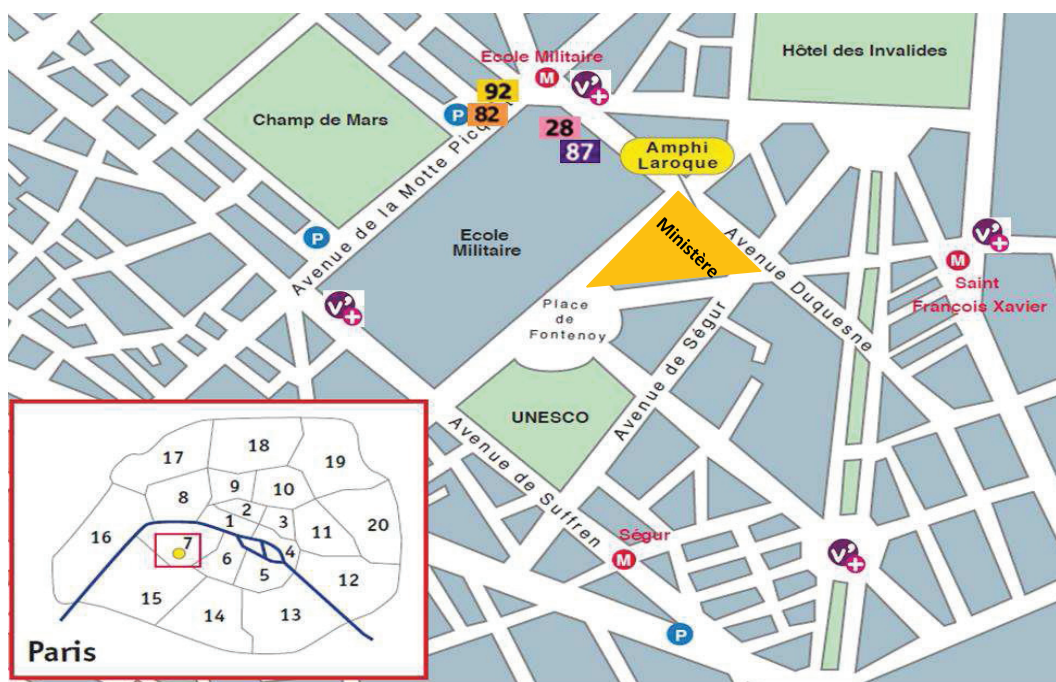 Ecole Militaire
M
V'
+
Hôtel des Invalides
92
P
82
Champ de Mars
28
87
Amphi
Laroque
Avenue de la Motte Picqu
P
Ecole
Militaire
Ministère
Avenue Duquesne
V'
+
M
Saint
François Xavier
V'
+
Place
de
Fontenoy
Avenue de Ségur
UNESCO
Avenue de Suffren
Ségur
M
V'
+
P
17
18
19
9
10
8
2
1
3
11
20
16
7
6
4
5
12
15
14
13
Paris